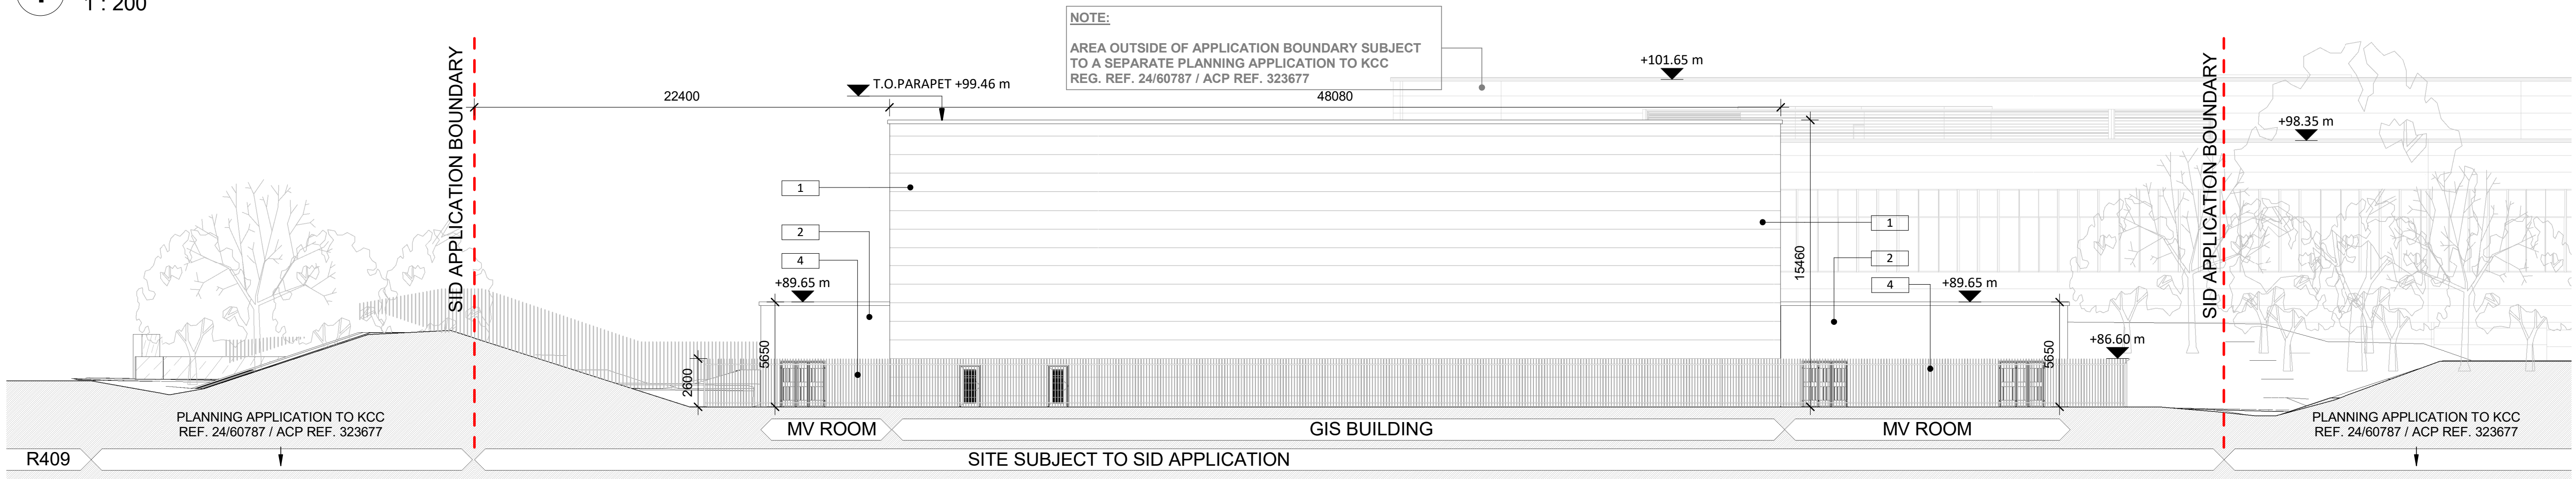 1 : 200
NOTE:
AREA OUTSIDE OF APPLICATION BOUNDARY SUBJECT
TO A SEPARATE PLANNING APPLICATION TO KCC
REG. REF. 24/60787 / ACP REF. 323677
SID APPLICATION BOUNDARY
22400
T.O.PARAPET +99.46 m
48080
+101.65 m
SID APPLICATION BOUNDARY
+98.35 m
1
2
4
+89.65 m
1
2
4
15460
+89.65 m
+86.60 m
2600
5650
5650
PLANNING APPLICATION TO KCC
REF. 24/60787 / ACP REF. 323677
MV ROOM
GIS BUILDING
MV ROOM
PLANNING APPLICATION TO KCC
REF. 24/60787 / ACP REF. 323677
R409
SITE SUBJECT TO SID APPLICATION